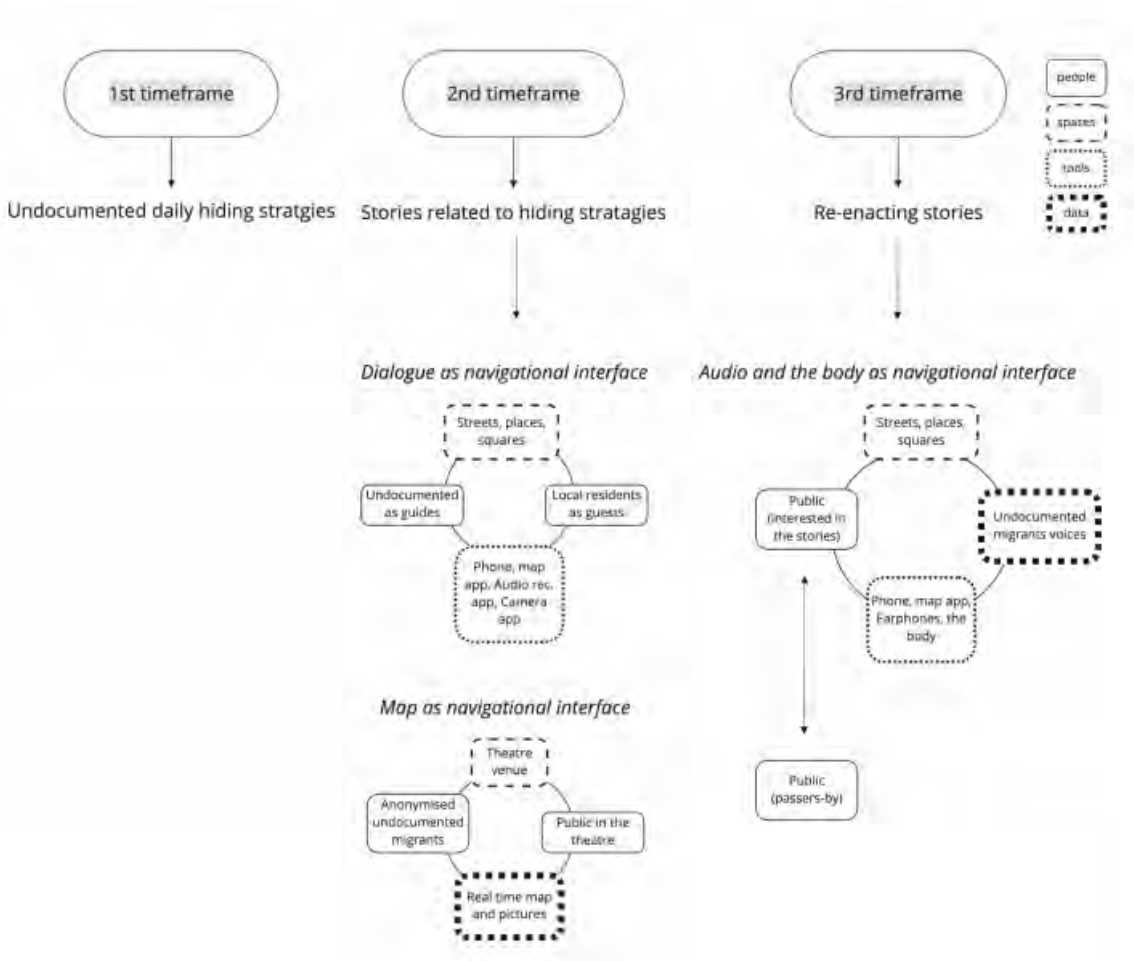 1st timeframe
2nd timeframe
3rd timeframe
people
spaces
tools
data
Undocumented daily hiding stratgies
Stories related to hiding stratagies
Re-enacting stories
Dialogue as navigational interface
Streets, places,
squares
Undocumented
as guides
Local residents
as guests
Phone, map
app, Audio rec.
app, Camera
app
Map as navigational interface
Theatre
venue
Anonymised
undocumented
migrants
Public in the
theatre
Real time map
and pictures
Audio and the body as navigational interface
Streets, places,
squares
Public
(interested in
the stories)
Undocumented
migrants voices
Phone, map app,
Earphones, the
body
Public
(passers-by)